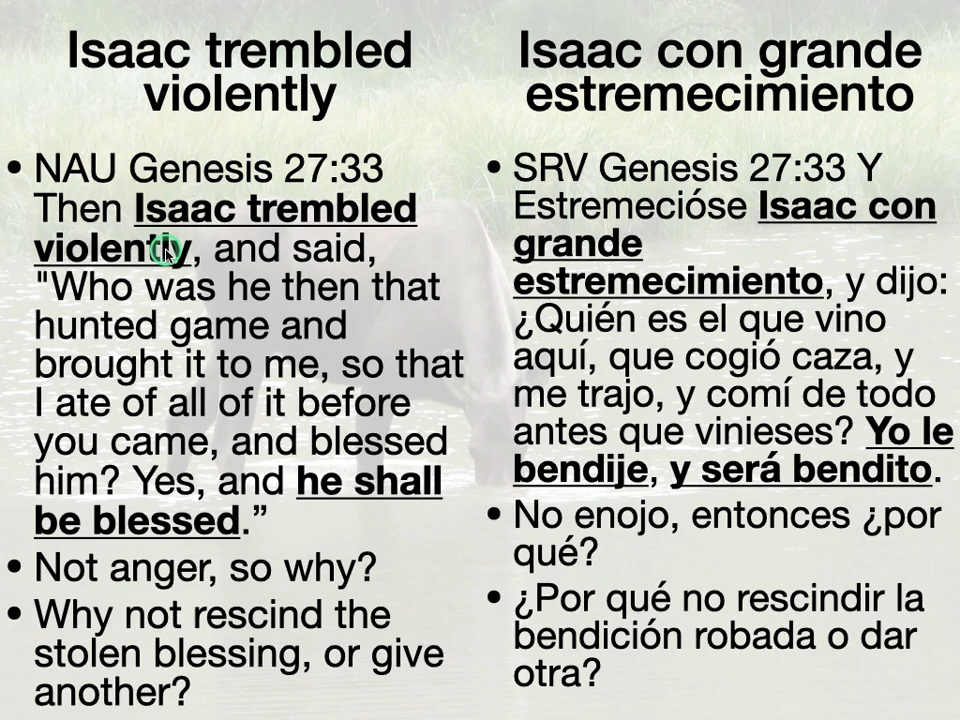 Isaac trembled
violently
• NAU Genesis 27:33
Then Isaac trembled
violently, and said,
"Who was he then that
hunted game and
brought it to me, so that
I ate of all of it before
you came, and blessed
him? Yes, and he shall
be blessed.”
• Not anger, so why?
• Why not rescind the
stolen blessing, or give
another?
Isaac con grande
estremecimiento
• SRV Genesis 27:33 Y
Estremecióse Isaac con
grande
estremecimiento, y dijo:
¿Quién es el que vino
aquí, que cogió caza, y
me trajo, y comí de todo
antes que vinieses? Yo le
bendije, y será bendito.
• No enojo, entonces ¿por
qué?
• ¿Por qué no rescindir la
bendición robada o dar
otra?